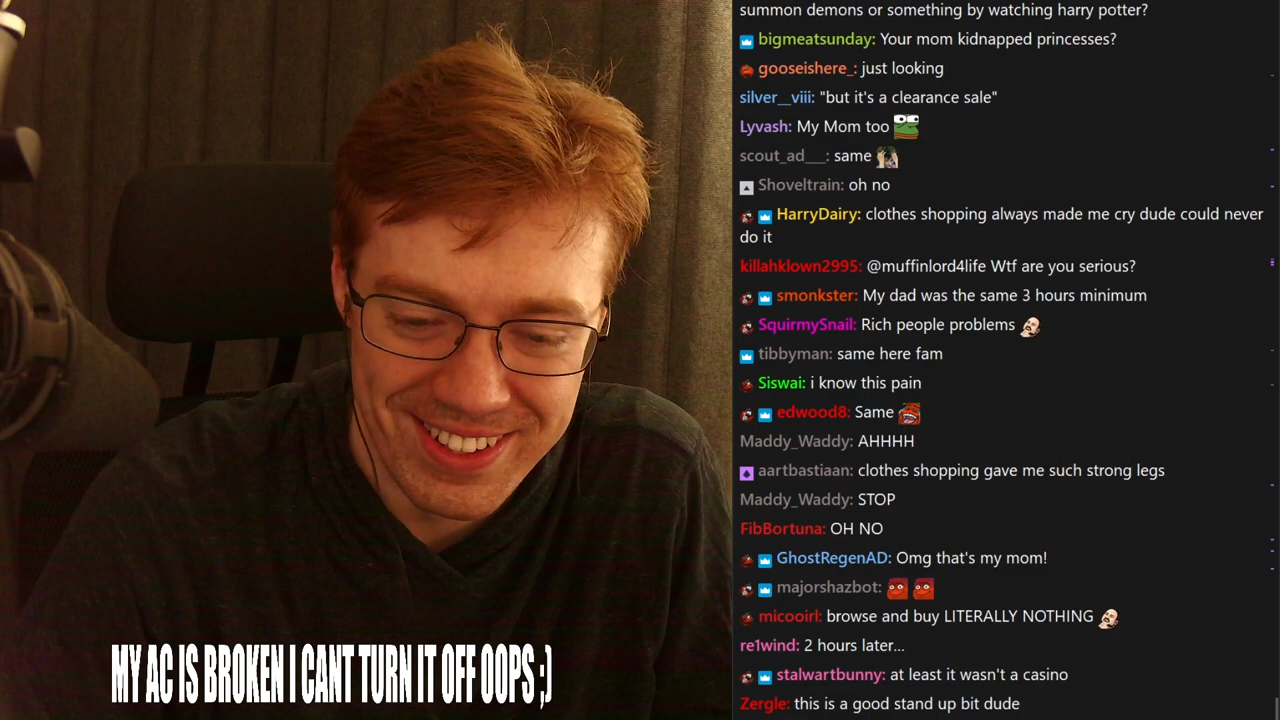 summon demons or something by watching harry potter?
bigmeatsunday: Your mom kidnapped princesses?
gooseishere_: just looking
silver__viii: "but it's a clearance sale"
Lyvash: My Mom too
scout_ad___: same
Shoveltrain: oh no
HarryDairy: clothes shopping always made me cry dude could never
do it
killahklown2995: @muffinlord4life Wtf are you serious?
smonkster: My dad was the same 3 hours minimum
SquirmySnail: Rich people problems
tibbyman: same here fam
Siswai: i know this pain
edwood8: Same
Maddy_Waddy: AHHHH
aartbastiaan: clothes shopping gave me such strong legs
Maddy_Waddy: STOP
FibBortuna: OH NO
GhostRegenAD: Omg that's my mom!
majorshazbot:
micooirl: browse and buy LITERALLY NOTHING
re1wind: 2 hours later...
stalwartbunny: at least it wasn't a casino
Zergle: this is a good stand up bit dude
MY AC IS BROKEN I CANT TURN IT OFF OOPS ;)